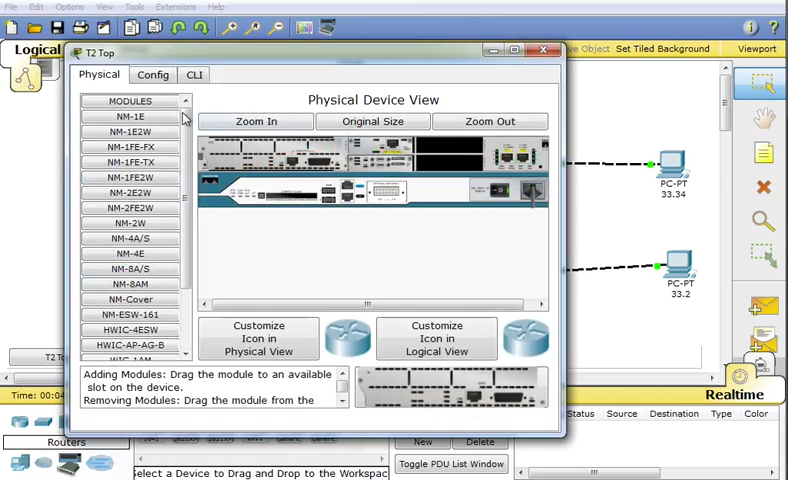 File Edit Options View Tools Extensions Help
Logical
Move Object Set Tiled Background Viewport
T2 Top
Physical Config CLI
MODULES
NM-1E
NM-1E2W
NM-1FE-FX
NM-1FE-TX
NM-1FE2W
NM-2E2W
NM-2FE2W
NM-2W
NM-4A/S
NM-4E
NM-8A/S
NM-8AM
NM-Cover
NM-ESW-161
HWIC-4ESW
HWIC-AP-AG-B
WIC-1AM
Physical Device View
Zoom In Original Size Zoom Out
Customize
Icon in
Physical View
Customize
Icon in
Logical View
Adding Modules: Drag the module to an available
slot on the device.
Removing Modules: Drag the module from the
PC-PT
33.34
PC-PT
33.2
Realtime
Routers
New Delete
Toggle PDU List Window
Status Source Destination Type Color
Select a Device to Drag and Drop to the Workspac